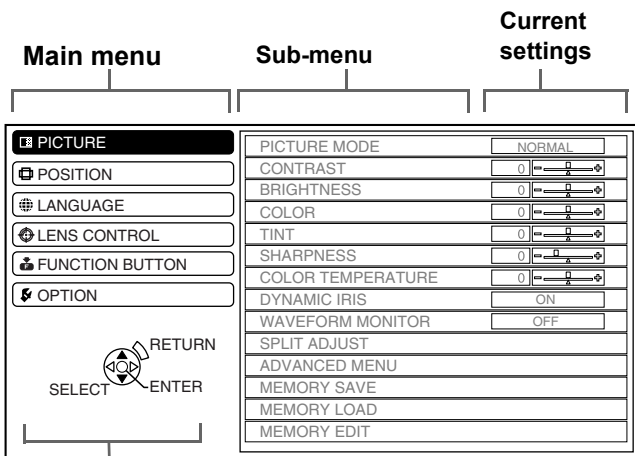 Main menu
Sub-menu
Current
settings
PICTURE
POSITION
LANGUAGE
LENS CONTROL
FUNCTION BUTTON
OPTION
RETURN
SELECT
ENTER
PICTURE MODE NORMAL
CONTRAST 0
BRIGHTNESS 0
COLOR 0
TINT 0
SHARPNESS 0
COLOR TEMPERATURE 0
DYNAMIC IRIS ON
WAVEFORM MONITOR OFF
SPLIT ADJUST
ADVANCED MENU
MEMORY SAVE
MEMORY LOAD
MEMORY EDIT